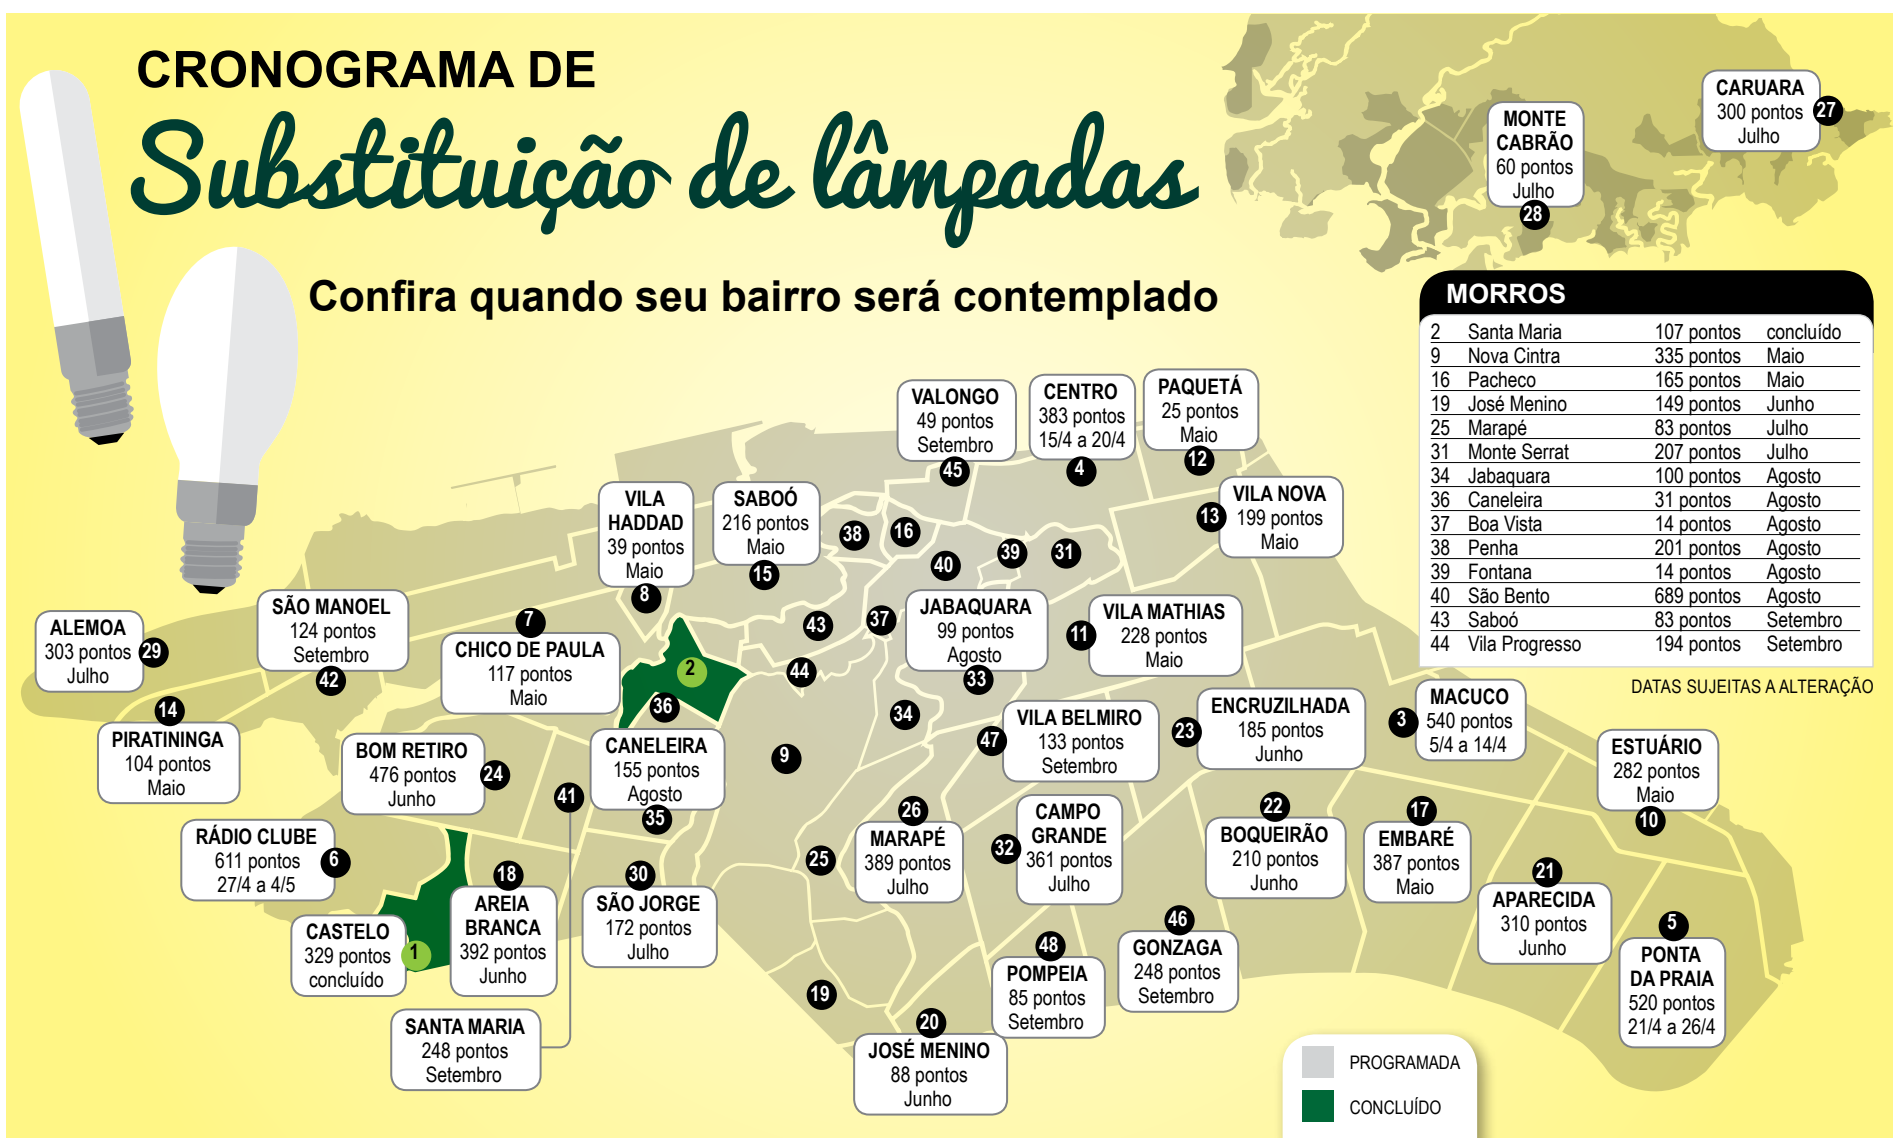 CRONOGRAMA DE
Substituição de lâmpadas
Confira quando seu bairro será contemplado
CARUARA
300 pontos
Julho
27
MONTE
CABRÃO
60 pontos
Julho
28
MORROS
2 Santa Maria 107 pontos concluído
9 Nova Cintra 335 pontos Maio
16 Pacheco 165 pontos Maio
19 José Menino 149 pontos Junho
25 Marapé 83 pontos Julho
31 Monte Serrat 207 pontos Julho
34 Jabaquara 100 pontos Agosto
36 Caneleira 31 pontos Agosto
37 Boa Vista 14 pontos Agosto
38 Penha 201 pontos Agosto
39 Fontana 14 pontos Agosto
40 São Bento 689 pontos Agosto
43 Saboó 83 pontos Setembro
44 Vila Progresso 194 pontos Setembro
DATAS SUJEITAS A ALTERAÇÃO
VALONGO
49 pontos
Setembro
45
CENTRO
383 pontos
15/4 a 20/4
4
PAQUETÁ
25 pontos
Maio
12
VILA NOVA
199 pontos
Maio
13
VILA
HADDAD
39 pontos
Maio
8
SABOÓ
216 pontos
Maio
15
38
16
40
39
31
ALEMOA
303 pontos
Julho
29
SÃO MANOEL
124 pontos
Setembro
42
7
CHICO DE PAULA
117 pontos
Maio
2
36
43
37
44
JABAQUARA
99 pontos
Agosto
33
11
VILA MATHIAS
228 pontos
Maio
14
PIRATININGA
104 pontos
Maio
BOM RETIRO
476 pontos
Junho
24
41
CANELEIRA
155 pontos
Agosto
35
9
34
47
VILA BELMIRO
133 pontos
Setembro
23
ENCRUZILHADA
185 pontos
Junho
3
MACUCO
540 pontos
5/4 a 14/4
ESTUÁRIO
282 pontos
Maio
10
RÁDIO CLUBE
611 pontos
27/4 a 4/5
6
CASTELO
329 pontos
concluído
1
18
AREIA
BRANCA
392 pontos
Junho
30
SÃO JORGE
172 pontos
Julho
25
26
MARAPÉ
389 pontos
Julho
32
CAMPO
GRANDE
361 pontos
Julho
22
BOQUEIRÃO
210 pontos
Junho
17
EMBARÉ
387 pontos
Maio
21
APARECIDA
310 pontos
Junho
5
PONTA
DA PRAIA
520 pontos
21/4 a 26/4
SANTA MARIA
248 pontos
Setembro
19
20
JOSÉ MENINO
88 pontos
Junho
48
POMPEIA
85 pontos
Setembro
46
GONZAGA
248 pontos
Setembro
PROGRAMADA
CONCLUÍDO